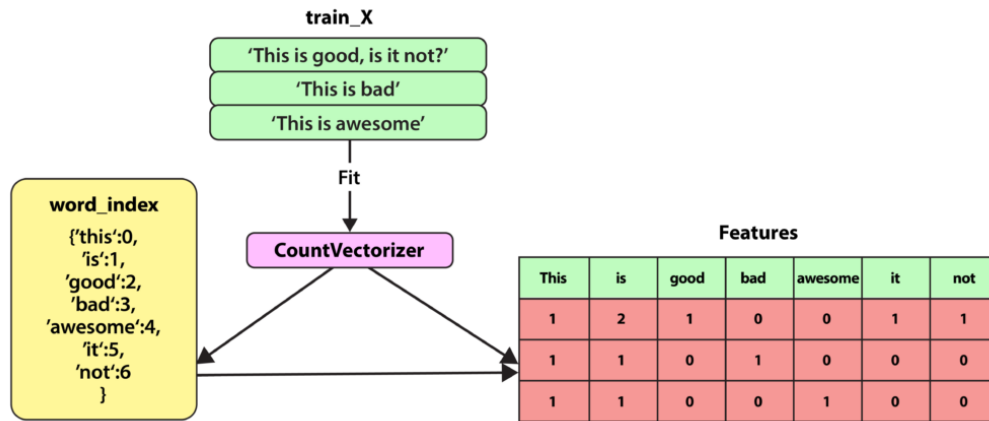 train_X
‘This is good, is it not?’
‘This is bad’
‘This is awesome’
Fit
CountVectorizer
word_index
{’this‘:0,
’is‘:1,
’good‘:2,
’bad‘:3,
’awesome‘:4,
’it‘:5,
’not‘:6
}
Features
This is good bad awesome it not
1 2 1 0 0 1 1
1 1 0 1 0 0 0
1 1 0 0 1 0 0